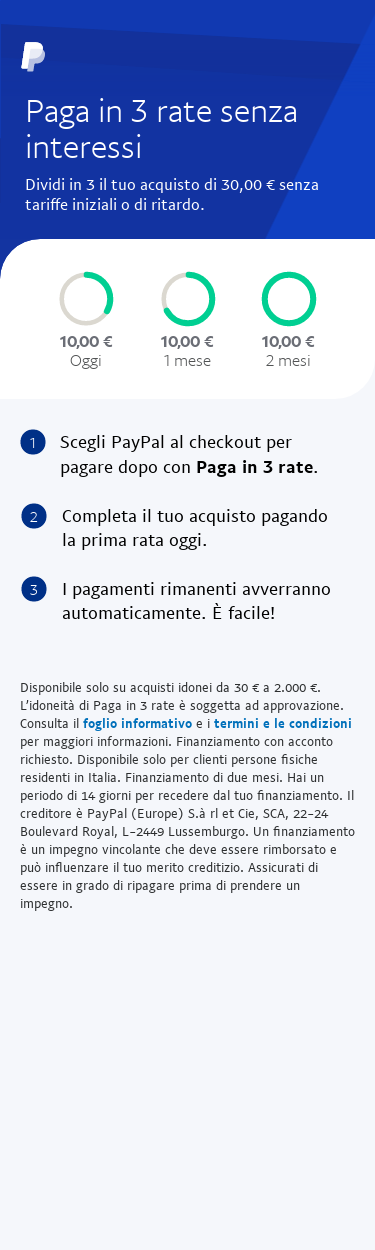 Paga in 3 rate senza
interessi
Dividi in 3 il tuo acquisto di 30,00 € senza
tariffe iniziali o di ritardo.
10,00 € 10,00 € 10,00 €
Oggi 1 mese 2 mesi
1 Scegli PayPal al checkout per
pagare dopo con Paga in 3 rate.
2 Completa il tuo acquisto pagando
la prima rata oggi.
3 I pagamenti rimanenti avverranno
automaticamente. È facile!
Disponibile solo su acquisti idonei da 30 € a 2.000 €.
L'idoneità di Paga in 3 rate è soggetta ad approvazione.
Consulta il foglio informativo e i termini e le condizioni
per maggiori informazioni. Finanziamento con acconto
richiesto. Disponibile solo per clienti persone fisiche
residenti in Italia. Finanziamento di due mesi. Hai un
periodo di 14 giorni per recedere dal tuo finanziamento. Il
creditore è PayPal (Europe) S.à rl et Cie, SCA, 22-24
Boulevard Royal, L-2449 Lussemburgo. Un finanziamento
è un impegno vincolante che deve essere rimborsato e
può influenzare il tuo merito creditizio. Assicurati di
essere in grado di ripagare prima di prendere un
impegno.